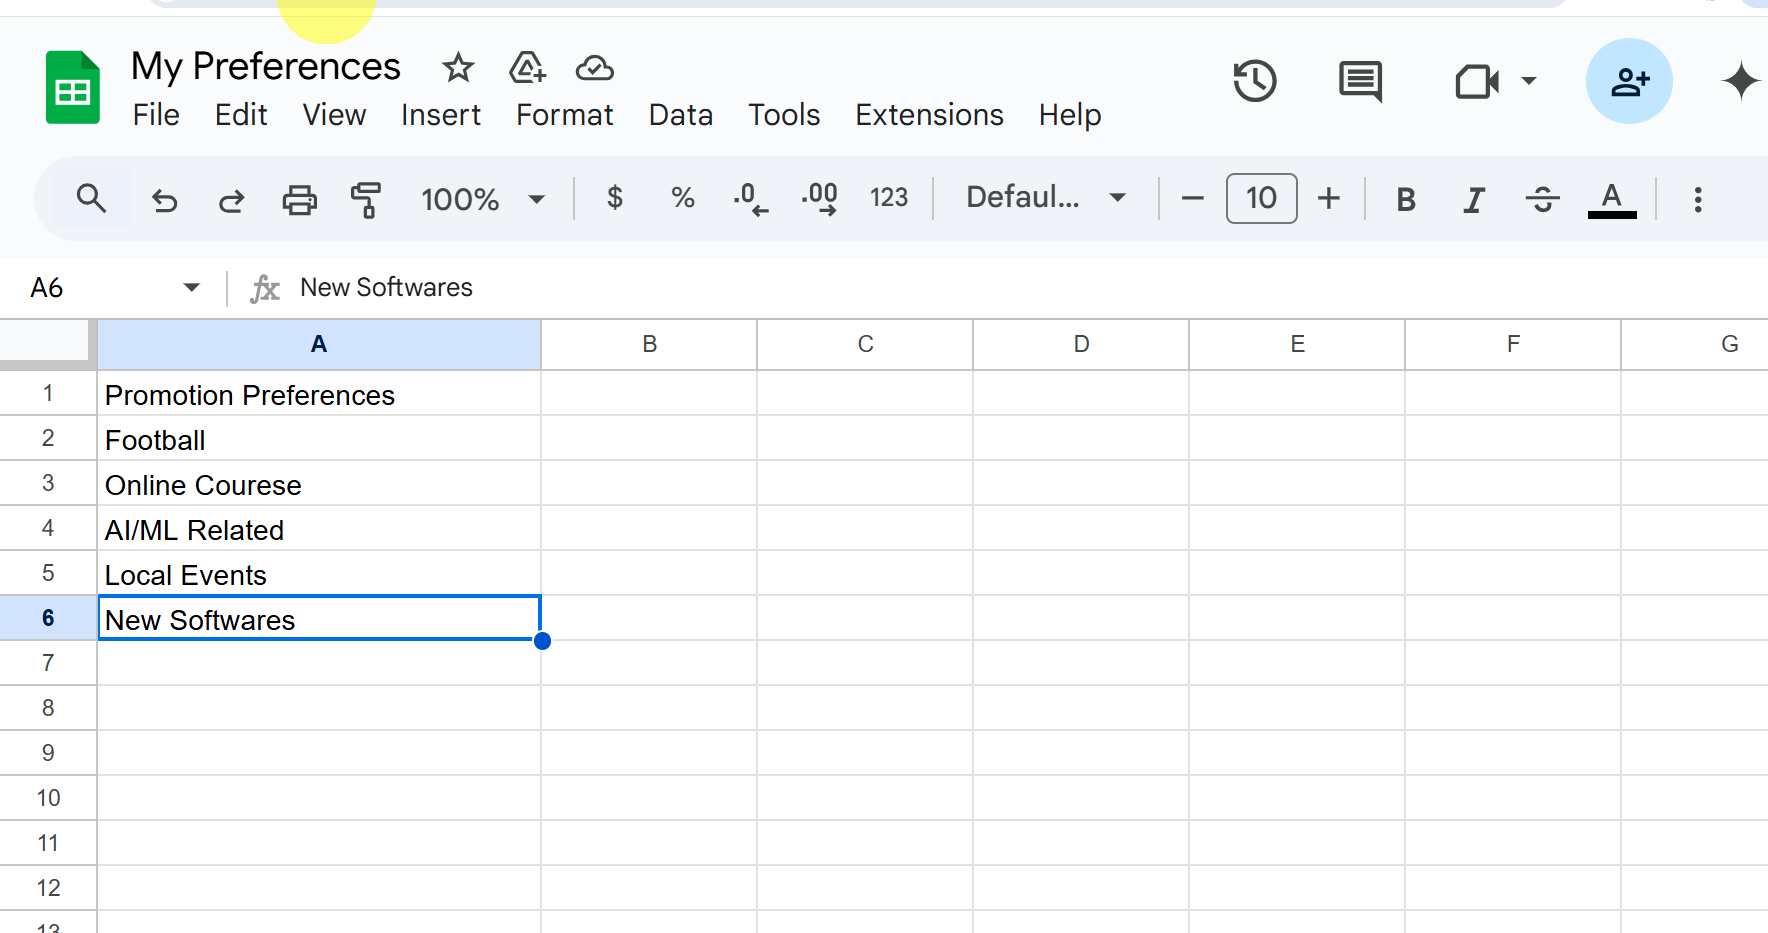 My Preferences
File Edit View Insert Format Data Tools Extensions Help
100% $ % .0 .00 123 Defaul... 10 B I S A
A6 fx New Softwares
A B C D E F G
1 Promotion Preferences
2 Football
3 Online Courese
4 AI/ML Related
5 Local Events
6 New Softwares
7
8
9
10
11
12
13